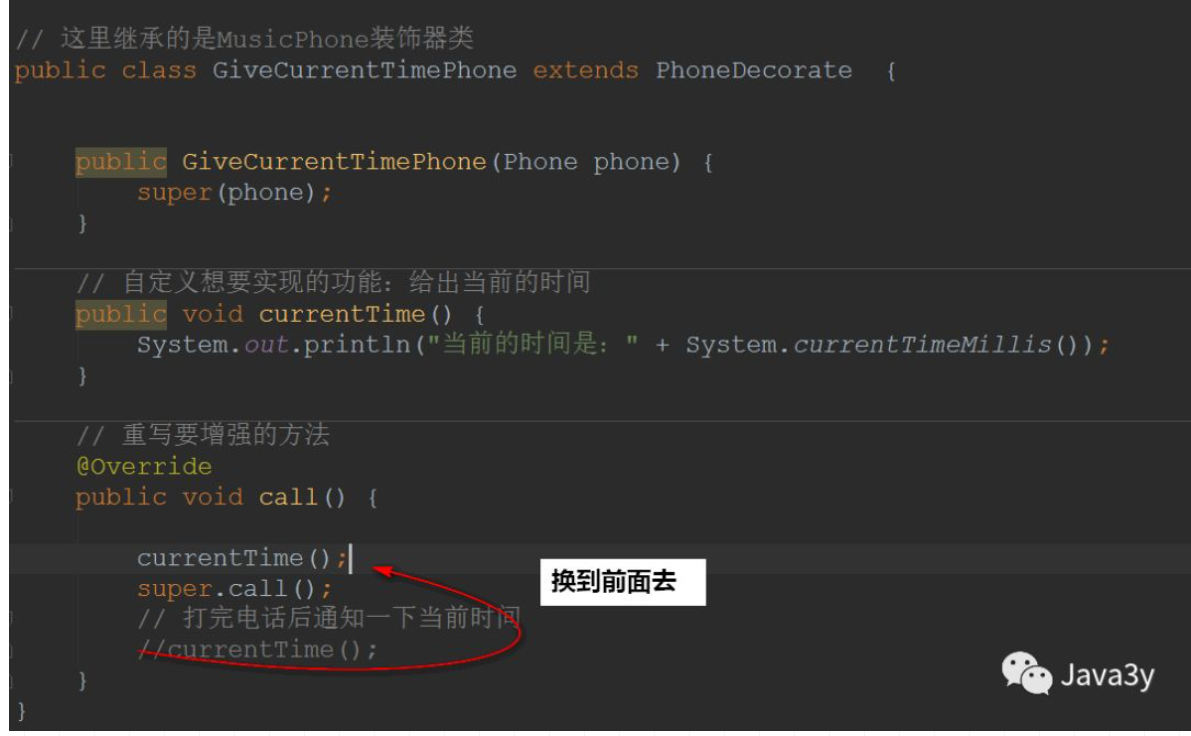 // 这里继承的是MusicPhone装饰器类
public class GiveCurrentTimePhone extends PhoneDecorate {
public GiveCurrentTimePhone(Phone phone) {
super(phone);
}
// 自定义想要实现的功能：给出当前的时间
public void currentTime() {
System.out.println("当前的时间是：" + System.currentTimeMillis());
}
// 重写要增强的方法
@Override
public void call() {
currentTime();
换到前面去
super.call();
// 打完电话后通知一下当前时间
//currentTime();
}
}
Java3y